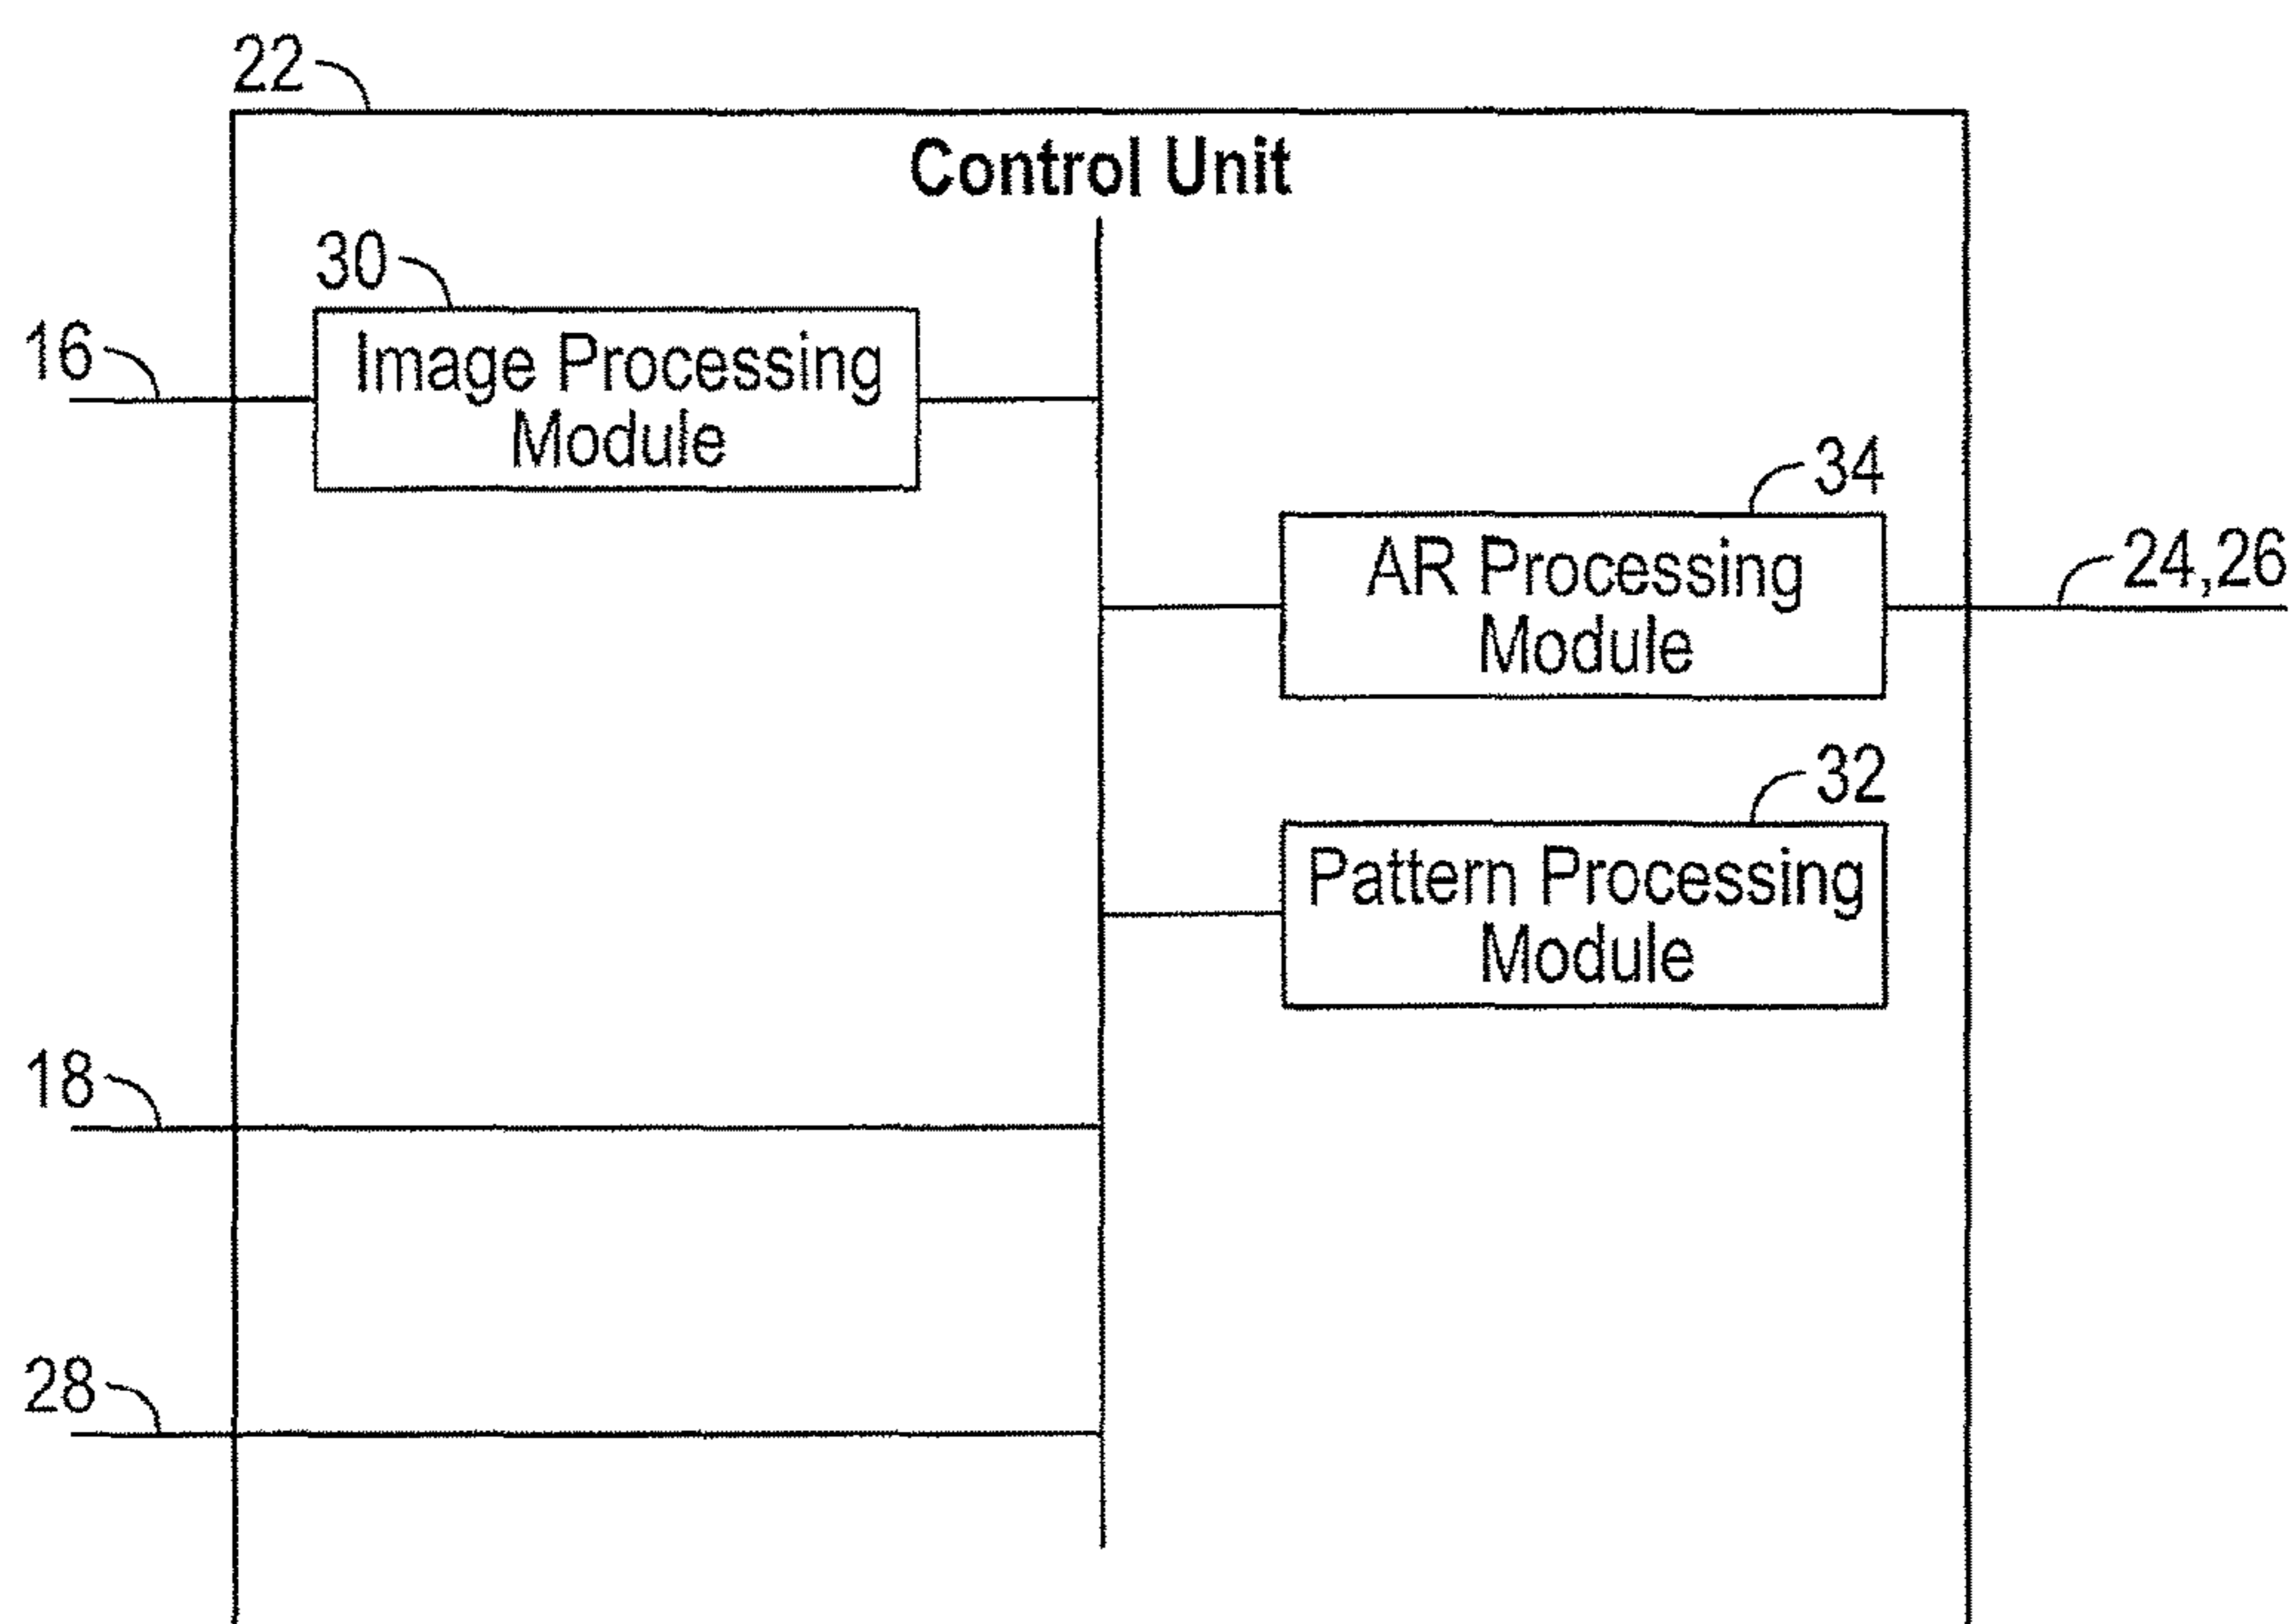 22
Control Unit
30
16
Image Processing
Module
34
AR Processing
Module
24,26
32
Pattern Processing
Module
18
28